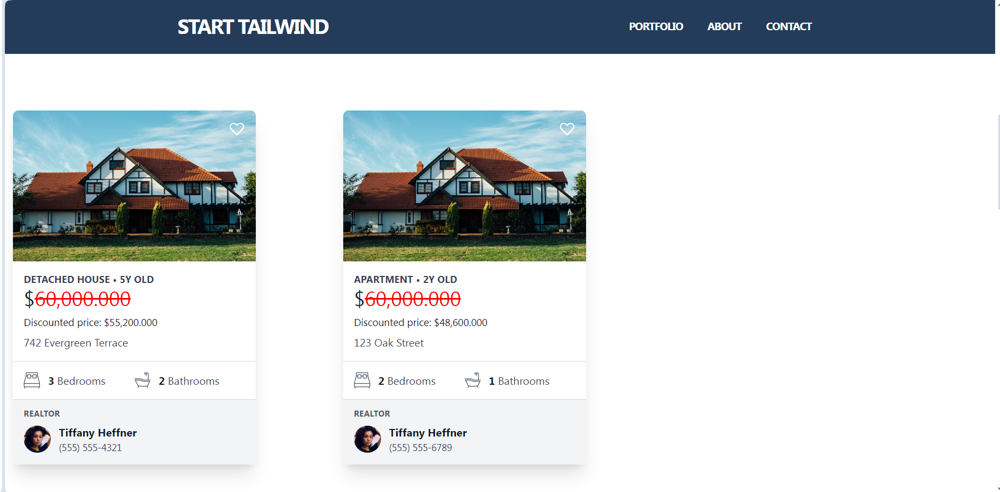 START TAILWIND
PORTFOLIO ABOUT CONTACT
DETACHED HOUSE • 5Y OLD
$60,000.000
Discounted price: $55,200.000
742 Evergreen Terrace
3 Bedrooms 2 Bathrooms
REALTOR
Tiffany Heffner
(555) 555-4321
APARTMENT • 2Y OLD
$60,000.000
Discounted price: $48,600.000
123 Oak Street
2 Bedrooms 1 Bathrooms
REALTOR
Tiffany Heffner
(555) 555-6789